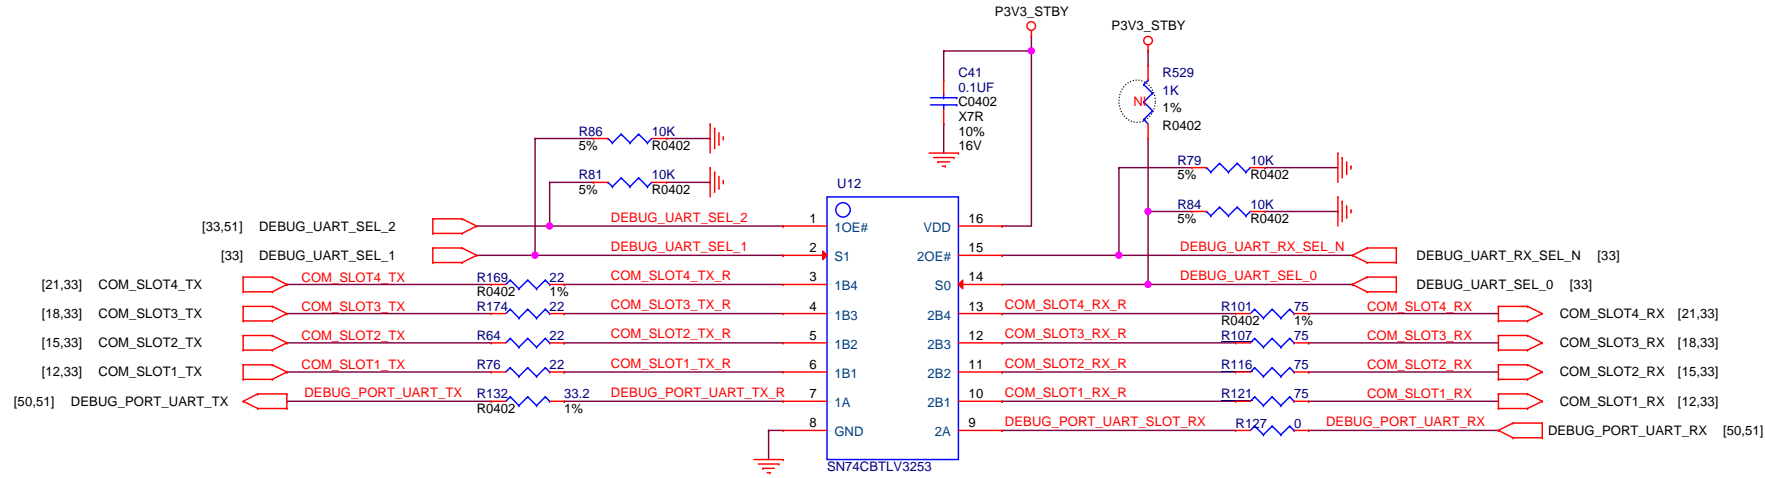 P3V3_STBY
P3V3_STBY
C41
0.1UF
C0402
X7R
10%
16V
R529
1K
1%
R0402
NI
R86 10K
5% R0402
R81 10K
5% R0402
R79 10K
5% R0402
R84 10K
5% R0402
U12
[33,51] DEBUG_UART_SEL_2 DEBUG_UART_SEL_2 1 1OE# VDD 16
[33] DEBUG_UART_SEL_1 DEBUG_UART_SEL_1 2 S1 2OE# 15 DEBUG_UART_RX_SEL_N DEBUG_UART_RX_SEL_N [33]
[21,33] COM_SLOT4_TX COM_SLOT4_TX R169 22 COM_SLOT4_TX_R 3 1B4 S0 14 DEBUG_UART_SEL_0 DEBUG_UART_SEL_0 [33]
R0402 1%
[18,33] COM_SLOT3_TX COM_SLOT3_TX R174 22 COM_SLOT3_TX_R 4 1B3 2B4 13 COM_SLOT4_RX_R R101 75 COM_SLOT4_RX COM_SLOT4_RX [21,33]
R0402 1%
[15,33] COM_SLOT2_TX COM_SLOT2_TX R64 22 COM_SLOT2_TX_R 5 1B2 2B3 12 COM_SLOT3_RX_R R107 75 COM_SLOT3_RX COM_SLOT3_RX [18,33]
[12,33] COM_SLOT1_TX COM_SLOT1_TX R76 22 COM_SLOT1_TX_R 6 1B1 2B2 11 COM_SLOT2_RX_R R116 75 COM_SLOT2_RX COM_SLOT2_RX [15,33]
[50,51] DEBUG_PORT_UART_TX DEBUG_PORT_UART_TX R132 33.2 DEBUG_PORT_UART_TX_R 7 1A 2B1 10 COM_SLOT1_RX_R R121 75 COM_SLOT1_RX COM_SLOT1_RX [12,33]
R0402 1%
8 GND 2A 9 DEBUG_PORT_UART_SLOT_RX R127 0 DEBUG_PORT_UART_RX DEBUG_PORT_UART_RX [50,51]
SN74CBTLV3253